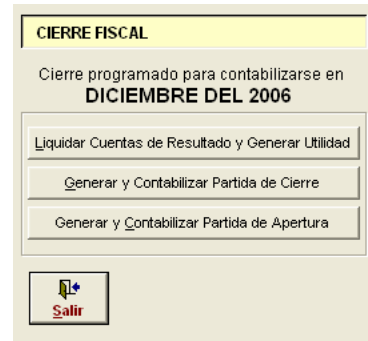 CIERRE FISCAL
Cierre programado para contabilizarse en
DICIEMBRE DEL 2006
Liquidar Cuentas de Resultado y Generar Utilidad
Generar y Contabilizar Partida de Cierre
Generar y Contabilizar Partida de Apertura
Salir